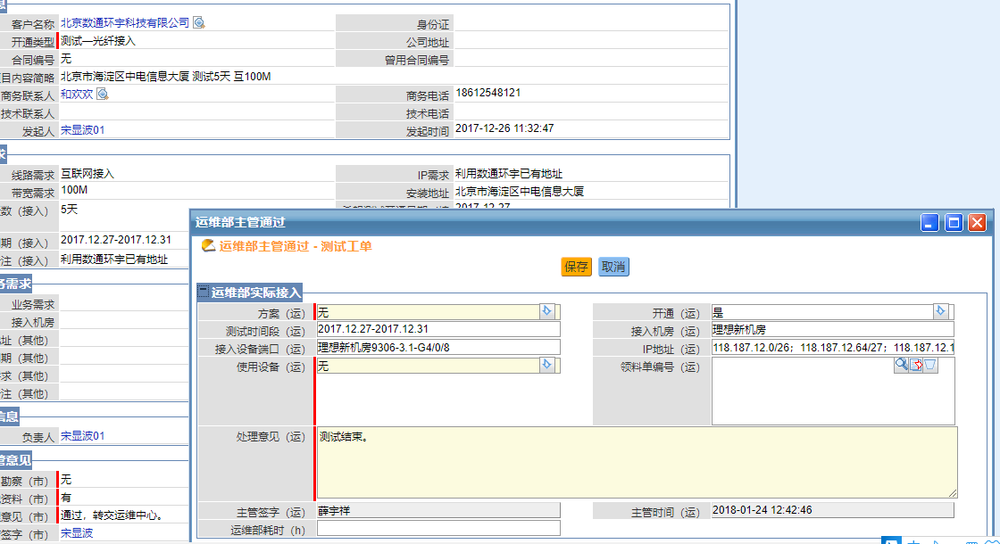 息
客户名称 北京数通环宇科技有限公司 身份证
开通类型 测试—光纤接入 公司地址
合同编号 无 曾用合同编号
目内容简略 北京市海淀区中电信息大厦 测试5天 互100M
商务联系人 和欢欢 商务电话 18612548121
技术联系人 技术电话
发起人 宋显波01 发起时间 2017-12-26 11:32:47
求
线路需求 互联网接入 IP需求 利用数通环宇已有地址
带宽需求 100M 安装地址 北京市海淀区中电信息大厦
数（接入） 5天 2017-12-27
期（接入） 2017.12.27-2017.12.31
注（接入） 利用数通环宇已有地址
务需求
业务需求
接入机房
址（其他）
期（其他）
求（其他）
注（其他）
信息
负责人 宋显波01
管意见
勘察（市） 无
资料（市） 有
意见（市） 通过，转交运维中心。
签字（市） 宋显波
运维部主管通过
运维部主管通过 - 测试工单
保存 取消
运维部实际接入
方案（运） 无 开通（运） 是
测试时间段（运） 2017.12.27-2017.12.31 接入机房（运） 理想新机房
接入设备端口（运） 理想新机房9306-3.1-G4/0/8 IP地址（运） 118.187.12.0/26；118.187.12.64/27；118.187.12.1
使用设备（运） 无 领料单编号（运）
处理意见（运） 测试结束。
主管签字（运） 薛宇祥 主管时间（运） 2018-01-24 12:42:46
运维部耗时（h）